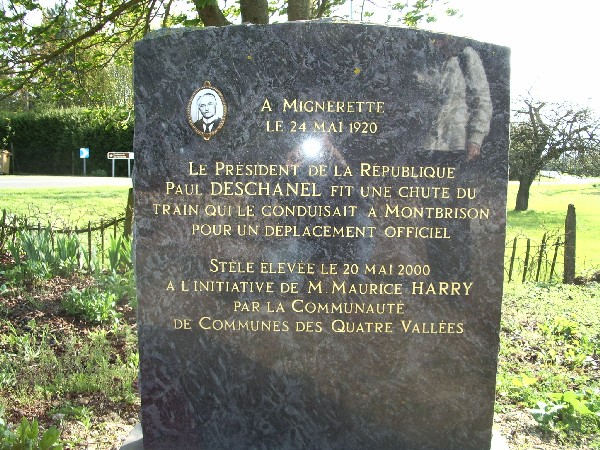 A MIGNERETTE
LE 24 MAI 1920
LE PRÉSIDENT DE LA RÉPUBLIQUE
PAUL DESCHANEL FIT UNE CHUTE DU
TRAIN QUI LE CONDUISAIT A MONTBRISON
POUR UN DÉPLACEMENT OFFICIEL
STÈLE ÉLEVÉE LE 20 MAI 2000
A L'INITIATIVE DE M. MAURICE HARRY
PAR LA COMMUNAUTÉ
DE COMMUNES DES QUATRE VALLÉES